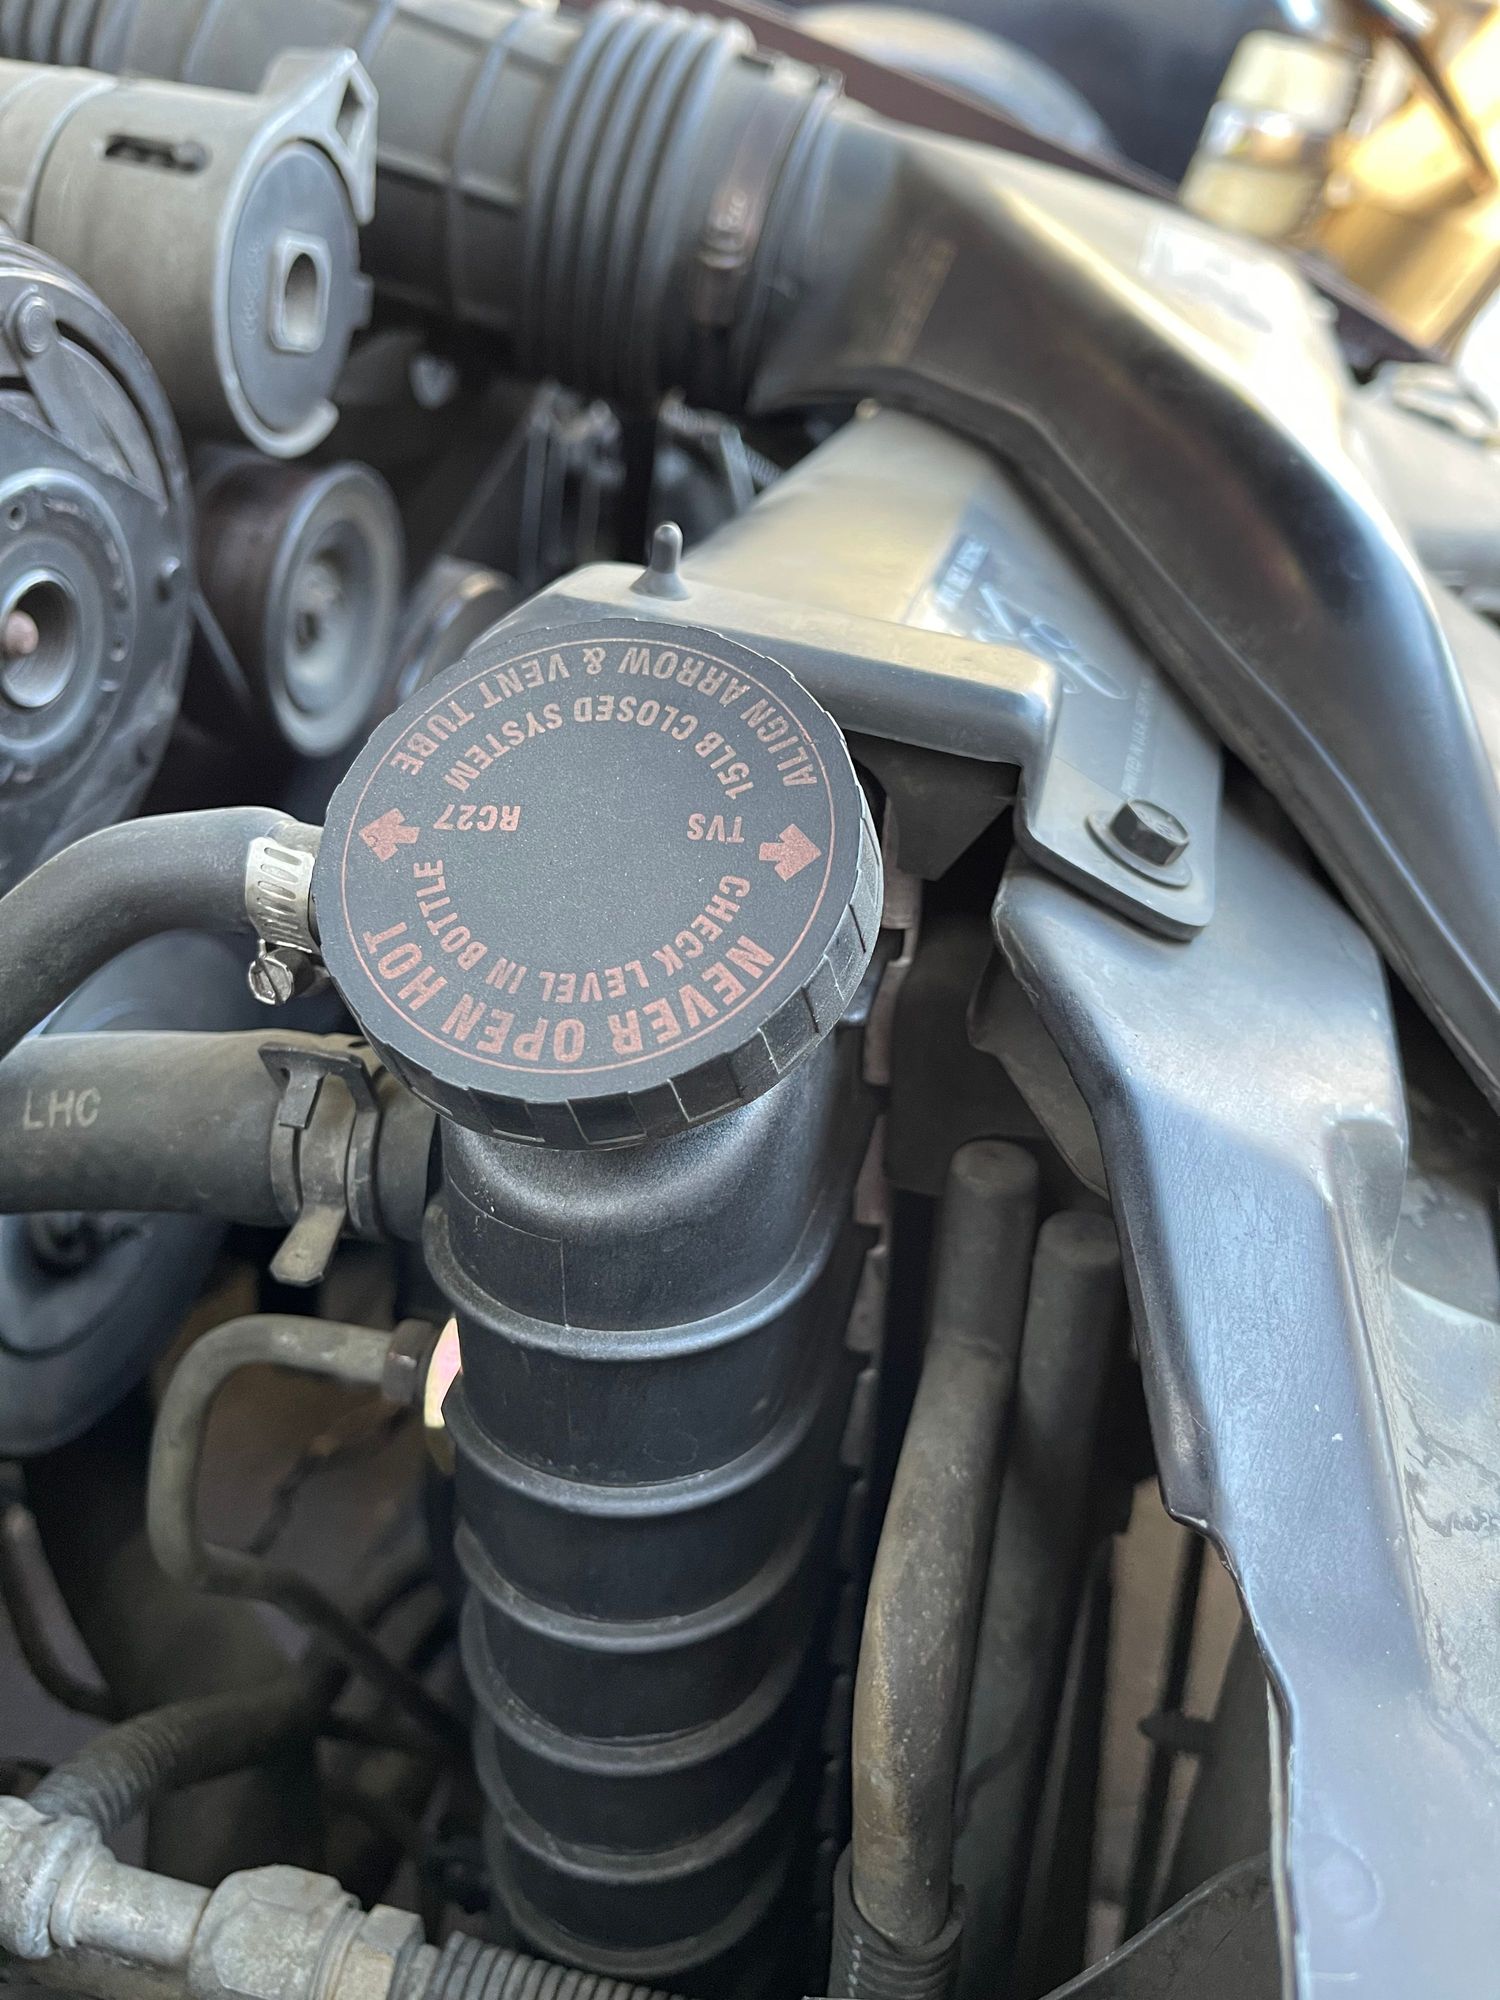 NEVER OPEN HOT
CHECK LEVEL IN BOTTLE
TVS
RC27
15LB CLOSED SYSTEM
ALIGN ARROW & VENT TUBE
LHC